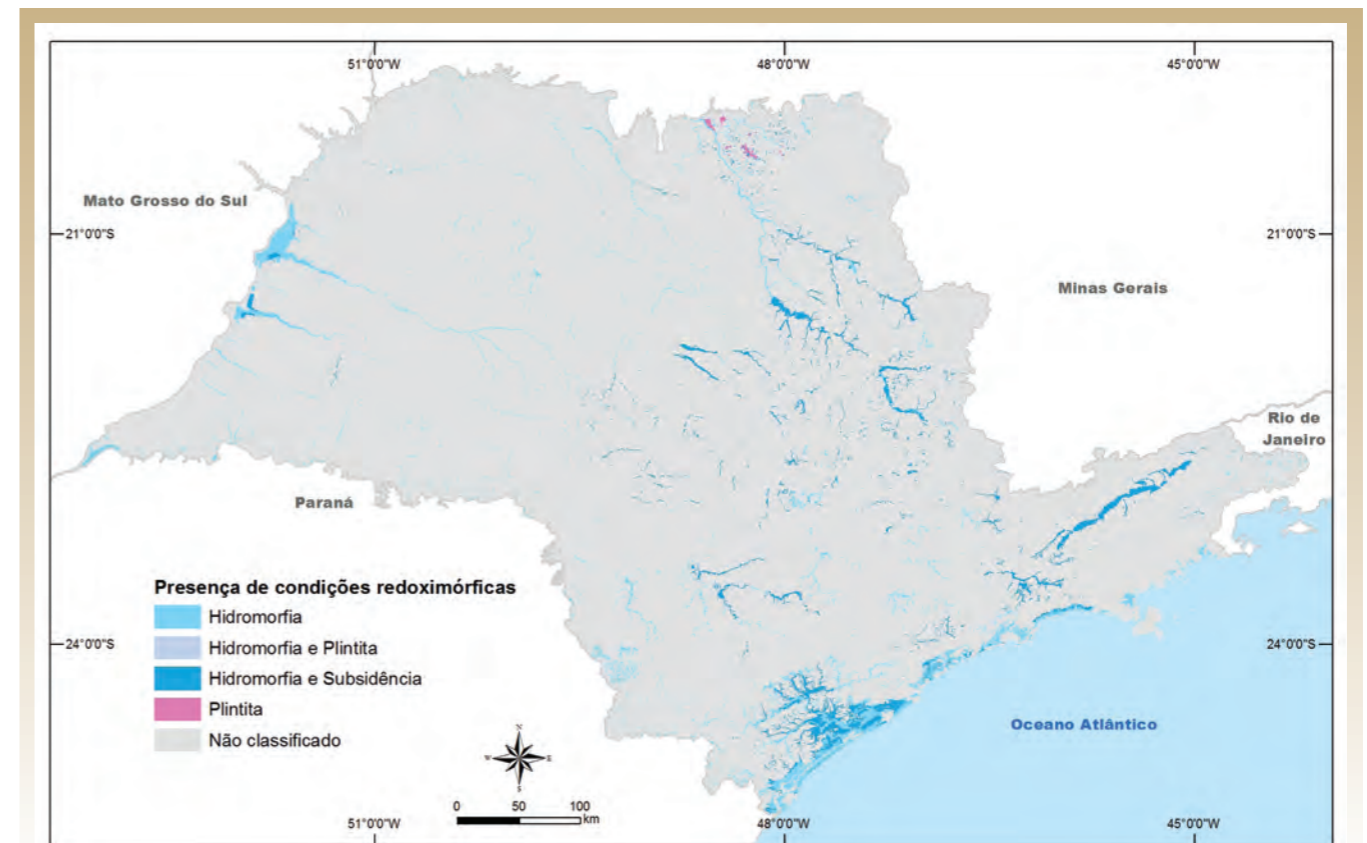 51°0'0"W
48°0'0"W
45°0'0"W
Mato Grosso do Sul
21°0'0"S
21°0'0"S
Minas Gerais
Rio de
Janeiro
Paraná
Presença de condições redoximórficas
Hidromorfia
Hidromorfia e Plintita
Hidromorfia e Subsidência
Plintita
Não classificado
24°0'0"S
24°0'0"S
Oceano Atlântico
N
W
E
S
0 50 100
km
51°0'0"W
48°0'0"W
45°0'0"W